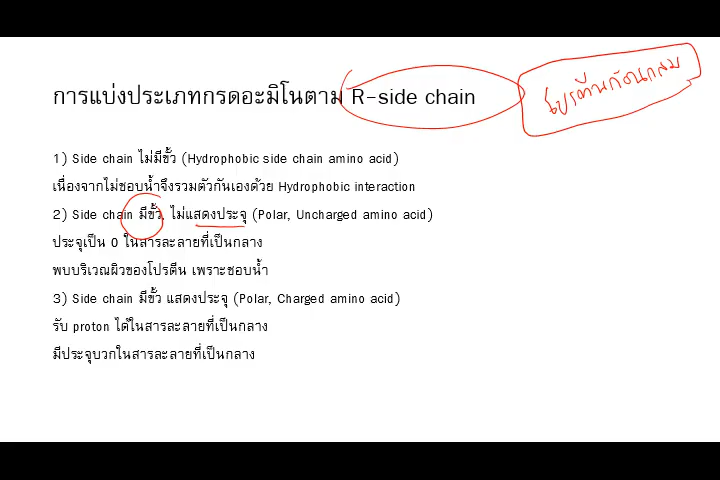 การแบ่งประเภทกรดอะมิโนตาม R-side chain
โปรตีนก้อนกลม
1) Side chain ไม่มีขั้ว (Hydrophobic side chain amino acid)
เนื่องจากไม่ชอบน้ำจึงรวมตัวกันเองด้วย Hydrophobic interaction
2) Side chain มีขั้ว, ไม่แสดงประจุ (Polar, Uncharged amino acid)
ประจุเป็น 0 ในสารละลายที่เป็นกลาง
พบบริเวณผิวของโปรตีน เพราะชอบน้ำ
3) Side chain มีขั้ว แสดงประจุ (Polar, Charged amino acid)
รับ proton ได้ในสารละลายที่เป็นกลาง
มีประจุบวกในสารละลายที่เป็นกลาง